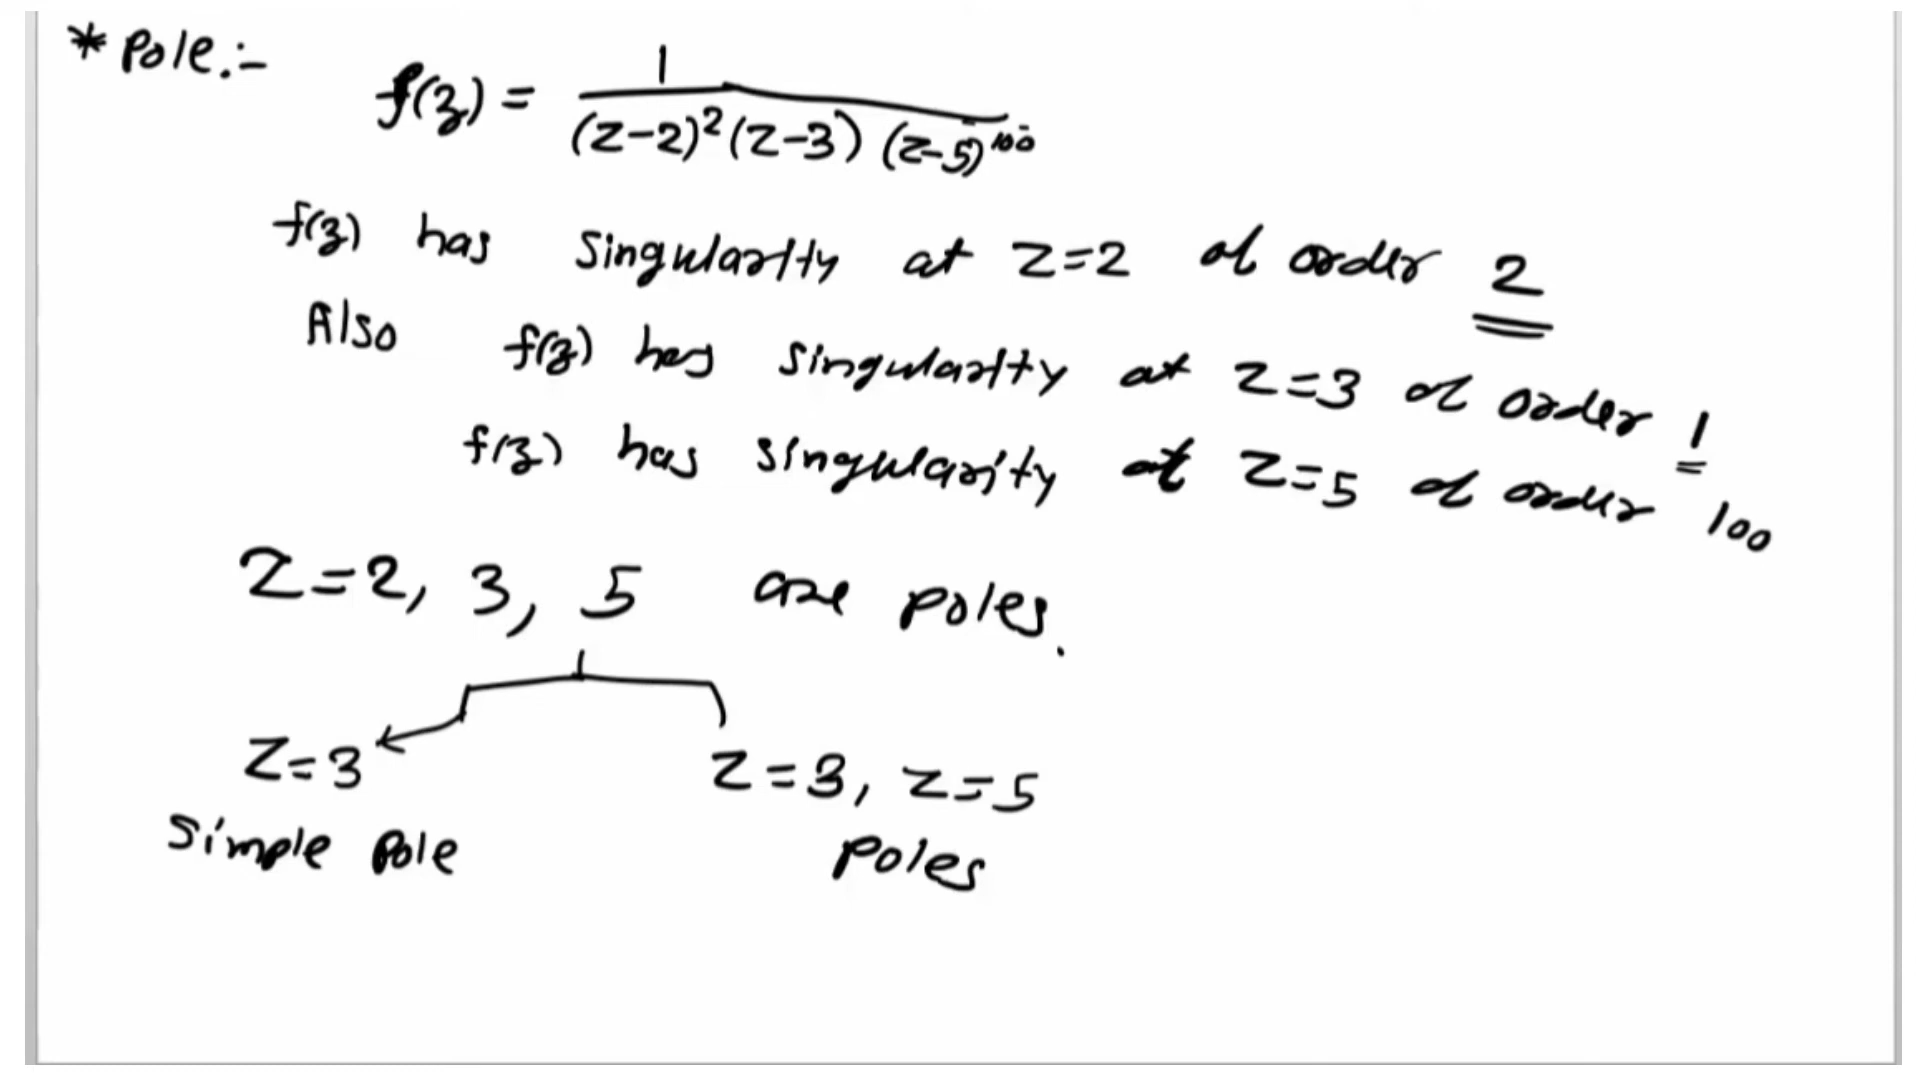 * Pole:-
f(z) = 1 / (z-2)²(z-3) (z-5)¹⁰⁰
f(z) has singularity at z=2 of order 2
Also f(z) has singularity at z=3 of order 1
f(z) has singularity at z=5 of order 100
z=2, 3, 5 are poles.
z=3 z=3, z=5
Simple Pole Poles